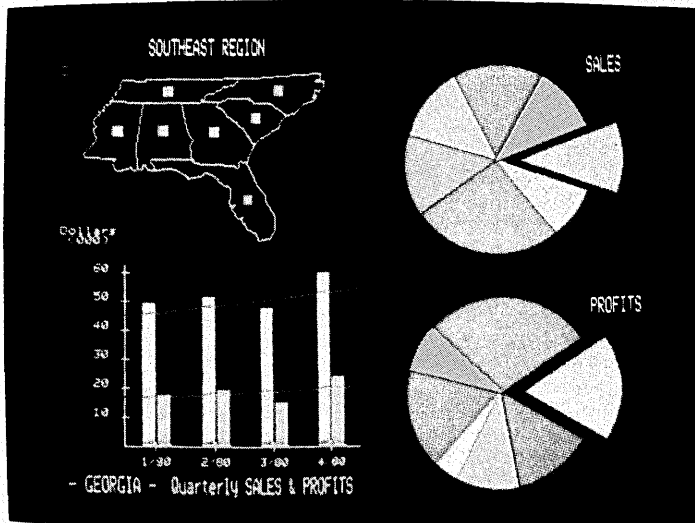 SOUTHEAST REGION
SALES
Dollars
60
50
40
30
20
10
PROFITS
1/80 2/80 3/80 4/80
- GEORGIA - Quarterly SALES & PROFITS